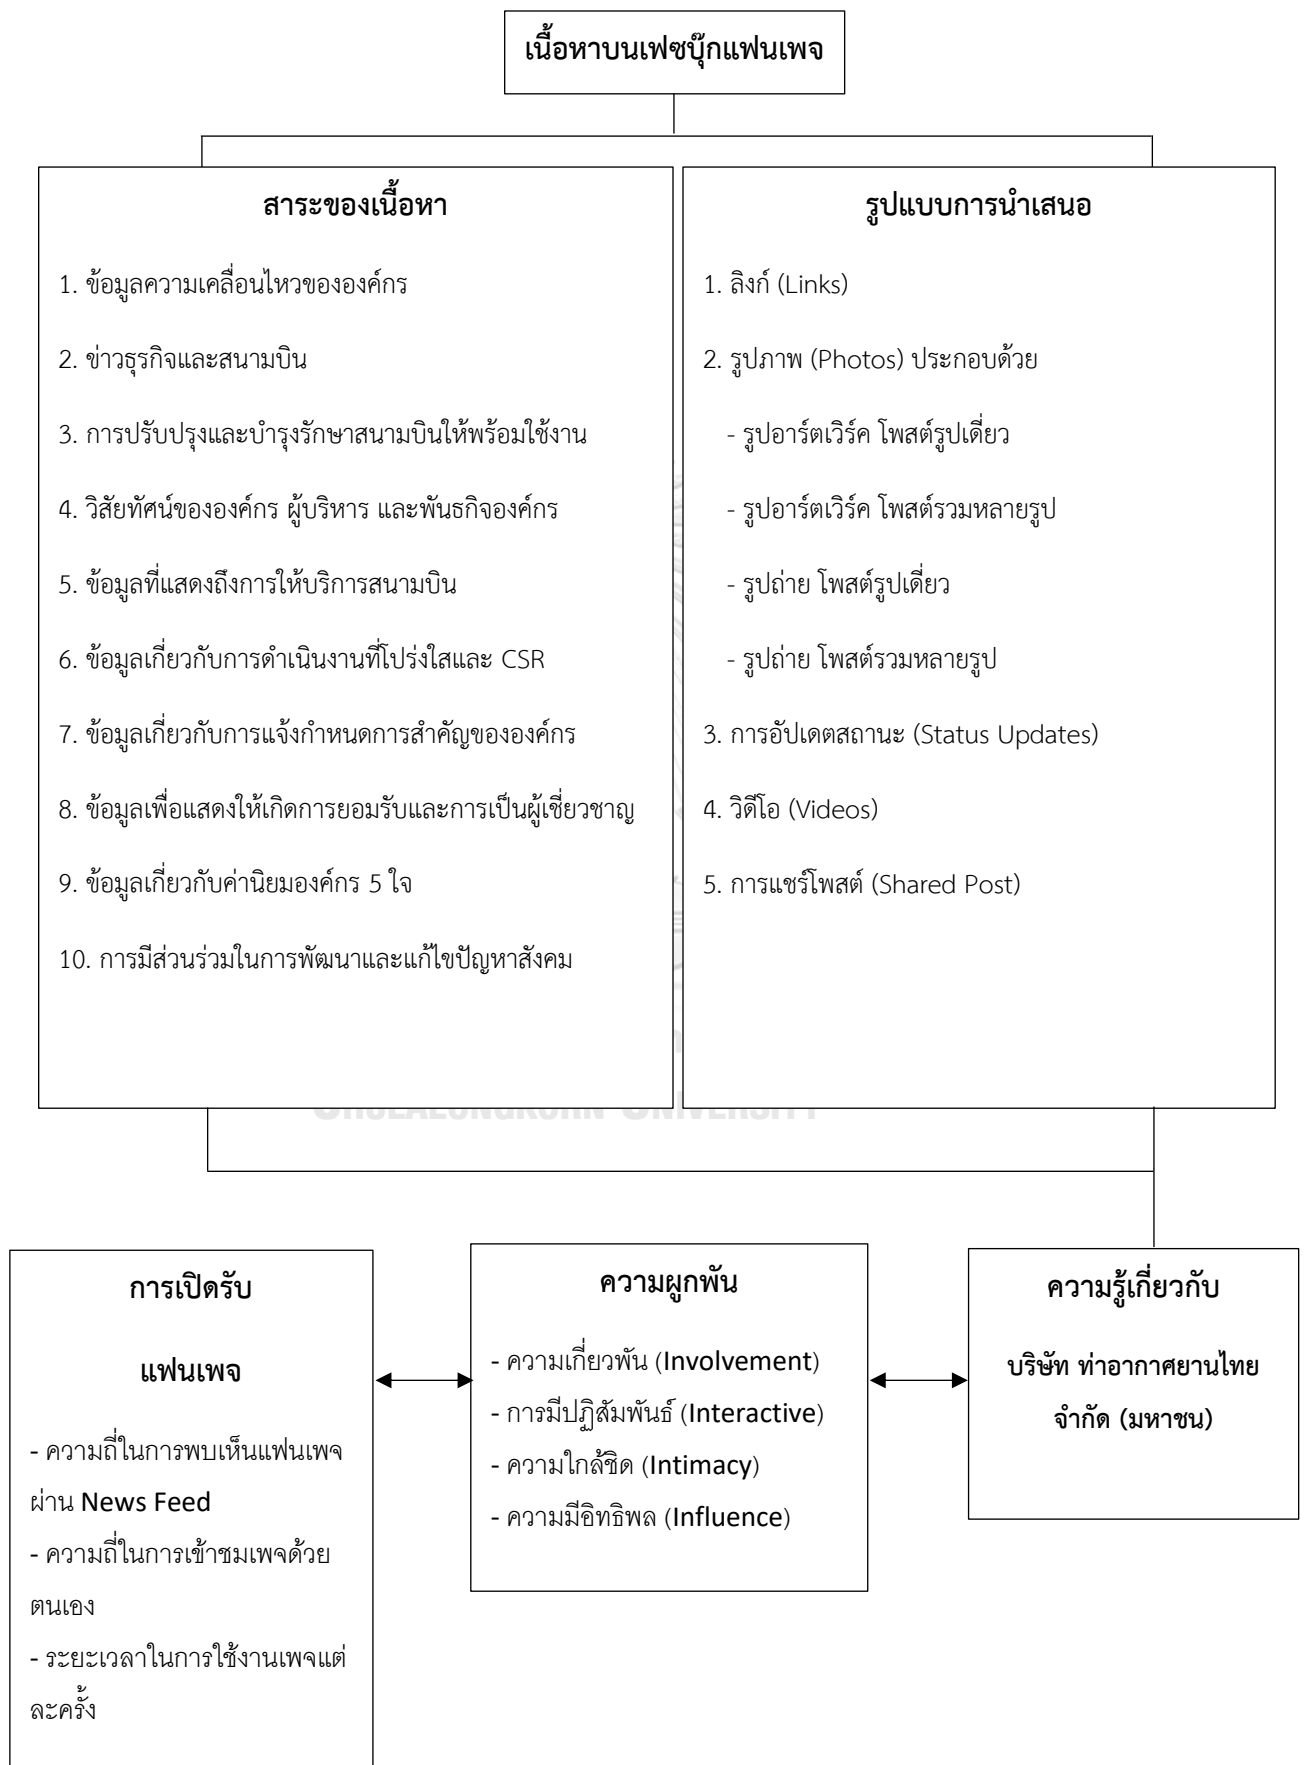 เนื้อหาบนเฟซบุ๊กแฟนเพจ
สาระของเนื้อหา
1. ข้อมูลความเคลื่อนไหวขององค์กร
2. ข่าวธุรกิจและสนามบิน
3. การปรับปรุงและบำรุงรักษาสนามบินให้พร้อมใช้งาน
4. วิสัยทัศน์ขององค์กร ผู้บริหาร และพันธกิจองค์กร
5. ข้อมูลที่แสดงถึงการให้บริการสนามบิน
6. ข้อมูลเกี่ยวกับการดำเนินงานที่โปร่งใสและ CSR
7. ข้อมูลเกี่ยวกับการแจ้งกำหนดการสำคัญขององค์กร
8. ข้อมูลเพื่อแสดงให้เกิดการยอมรับและการเป็นผู้เชี่ยวชาญ
9. ข้อมูลเกี่ยวกับค่านิยมองค์กร 5 ใจ
10. การมีส่วนร่วมในการพัฒนาและแก้ไขปัญหาสังคม
รูปแบบการนำเสนอ
1. ลิงก์ (Links)
2. รูปภาพ (Photos) ประกอบด้วย
- รูปอาร์ตเวิร์ค โพสต์รูปเดี่ยว
- รูปอาร์ตเวิร์ค โพสต์รวมหลายรูป
- รูปถ่าย โพสต์รูปเดี่ยว
- รูปถ่าย โพสต์รวมหลายรูป
3. การอัปเดตสถานะ (Status Updates)
4. วิดีโอ (Videos)
5. การแชร์โพสต์ (Shared Post)
CHULALONGKORN UNIVERSITY
การเปิดรับ
แฟนเพจ
- ความถี่ในการพบเห็นแฟนเพจ
ผ่าน News Feed
- ความถี่ในการเข้าชมเพจด้วย
ตนเอง
- ระยะเวลาในการใช้งานเพจแต่
ละครั้ง
ความผูกพัน
- ความเกี่ยวพัน (Involvement)
- การมีปฏิสัมพันธ์ (Interactive)
- ความใกล้ชิด (Intimacy)
- ความมีอิทธิพล (Influence)
ความรู้เกี่ยวกับ
บริษัท ท่าอากาศยานไทย
จำกัด (มหาชน)